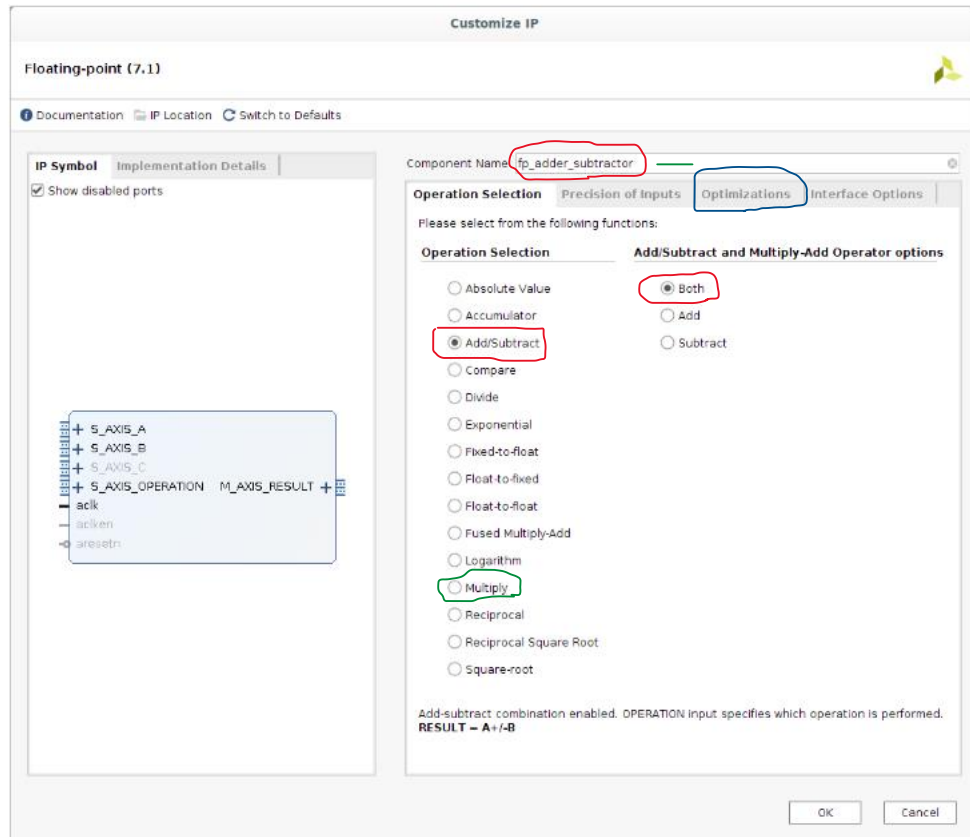 Customize IP
Floating-point (7.1)
Documentation IP Location Switch to Defaults
IP Symbol Implementation Details
Show disabled ports
S_AXIS_A
S_AXIS_B
S_AXIS_C
S_AXIS_OPERATION M_AXIS_RESULT
aclk
aclken
aresetn
Component Name fp_adder_subtractor
Operation Selection Precision of Inputs Optimizations Interface Options
Please select from the following functions:
Operation Selection
Absolute Value
Accumulator
Add/Subtract
Compare
Divide
Exponential
Fixed-to-float
Float-to-fixed
Float-to-float
Fused Multiply-Add
Logarithm
Multiply
Reciprocal
Reciprocal Square Root
Square-root
Add/Subtract and Multiply-Add Operator options
Both
Add
Subtract
Add-subtract combination enabled. OPERATION input specifies which operation is performed.
RESULT = A+/-B
OK Cancel